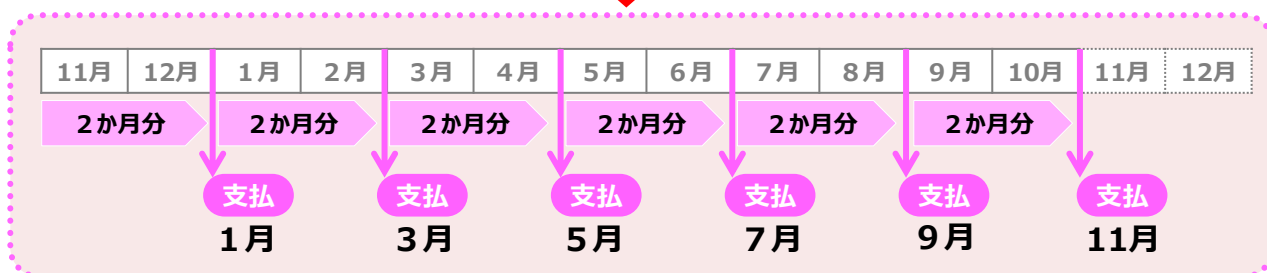 11月 12月 1月 2月 3月 4月 5月 6月 7月 8月 9月 10月 11月 12月
2か月分 2か月分 2か月分 2か月分 2か月分 2か月分
支払 支払 支払 支払 支払 支払
1月 3月 5月 7月 9月 11月